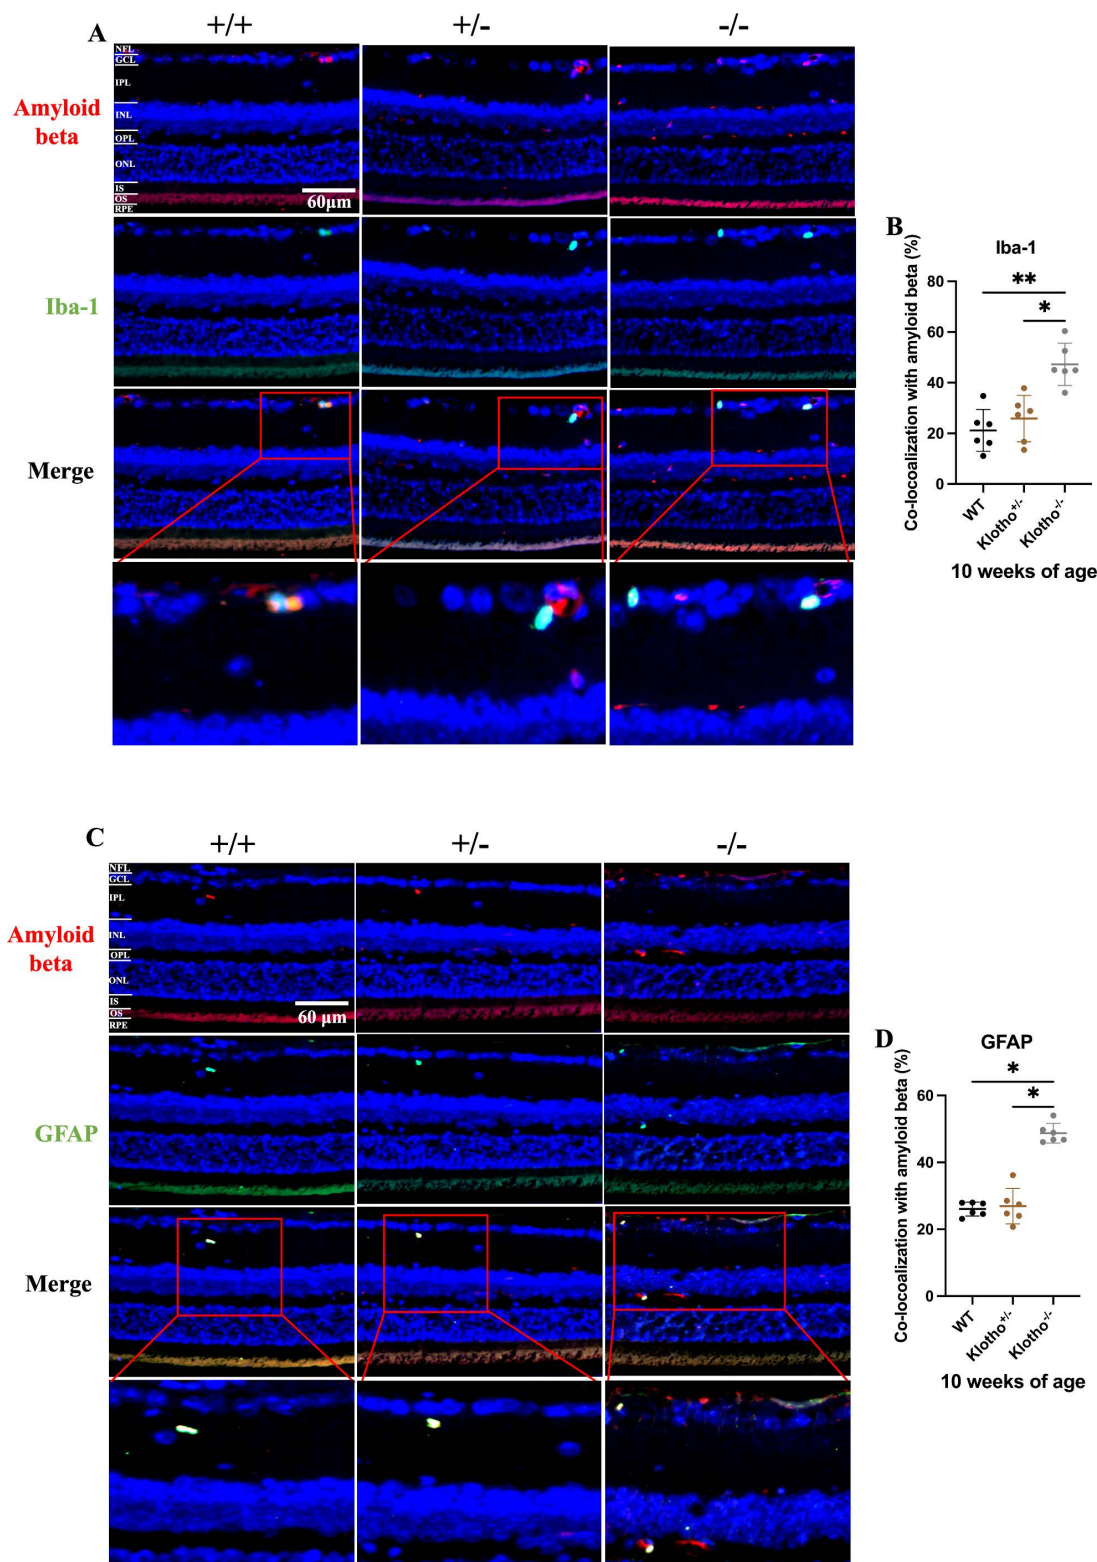 A
+/+
+/-
-/-
NFL
GCL
IPL
INL
OPL
ONL
IS
OS
RPE
Amyloid
beta
60μm
Iba-1
Merge
B
Iba-1
Co-locoalization with amyloid beta (%)
80
60
40
20
0
**
*
WT
Klotho+/-
Klotho-/-
10 weeks of age
C
+/+
+/-
-/-
NFL
GCL
IPL
INL
OPL
ONL
IS
OS
RPE
Amyloid
beta
60 μm
GFAP
Merge
D
GFAP
Co-locoalization with amyloid beta (%)
60
40
20
0
*
*
WT
Klotho+/-
Klotho-/-
10 weeks of age